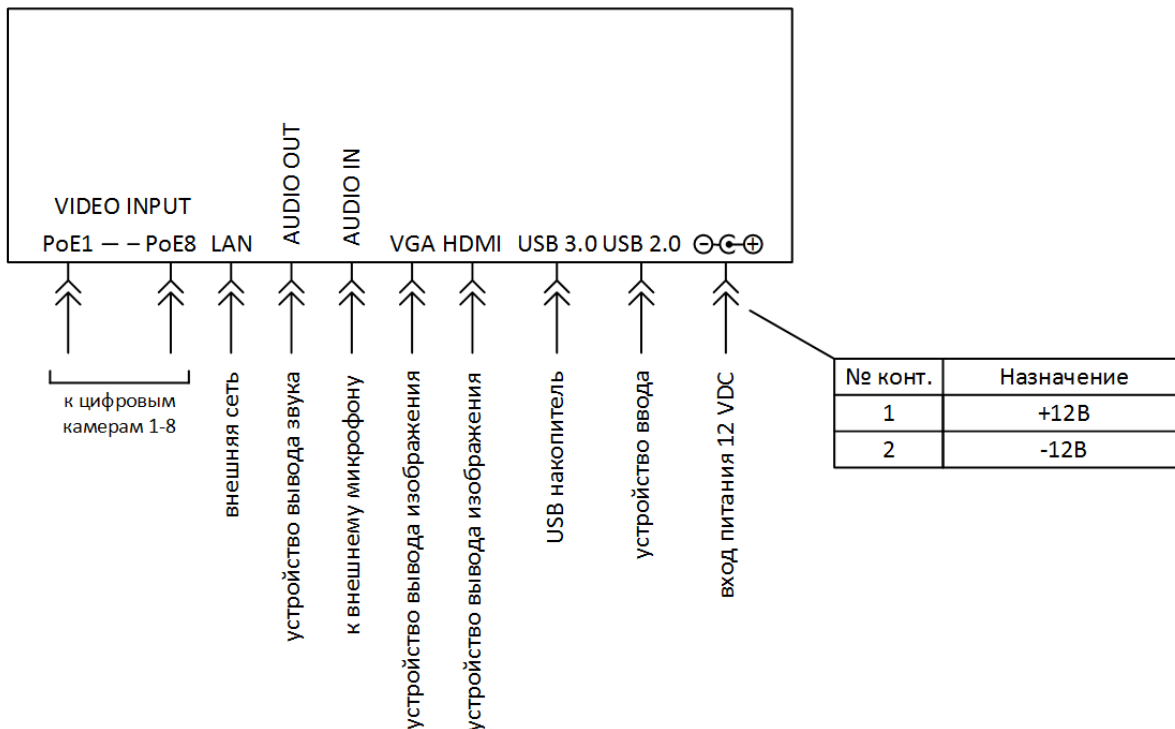 VIDEO INPUT
PoE1 — – PoE8
LAN
AUDIO OUT
AUDIO IN
VGA
HDMI
USB 3.0
USB 2.0
к цифровым
камерам 1-8
внешняя сеть
устройство вывода звука
к внешнему микрофону
устройство вывода изображения
устройство вывода изображения
USB накопитель
устройство ввода
вход питания 12 VDC
№ конт. Назначение
1 +12В
2 -12В